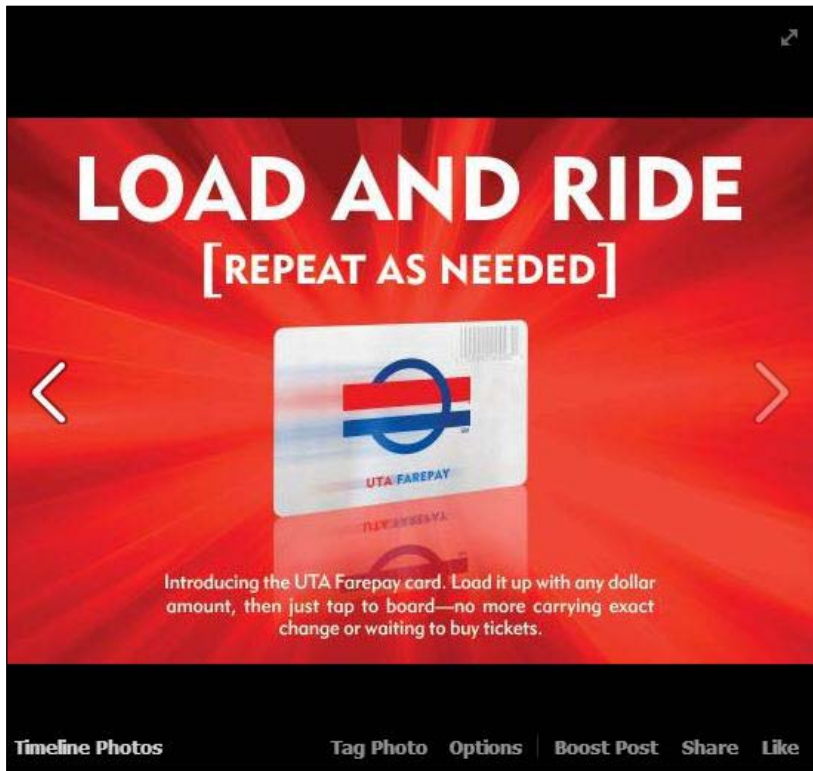 LOAD AND RIDE
[REPEAT AS NEEDED]
UTA FAREPAY
UTA FAREPAY
Introducing the UTA Farepay card. Load it up with any dollar
amount, then just tap to board—no more carrying exact
change or waiting to buy tickets.
Timeline Photos
Tag Photo Options Boost Post Share Like